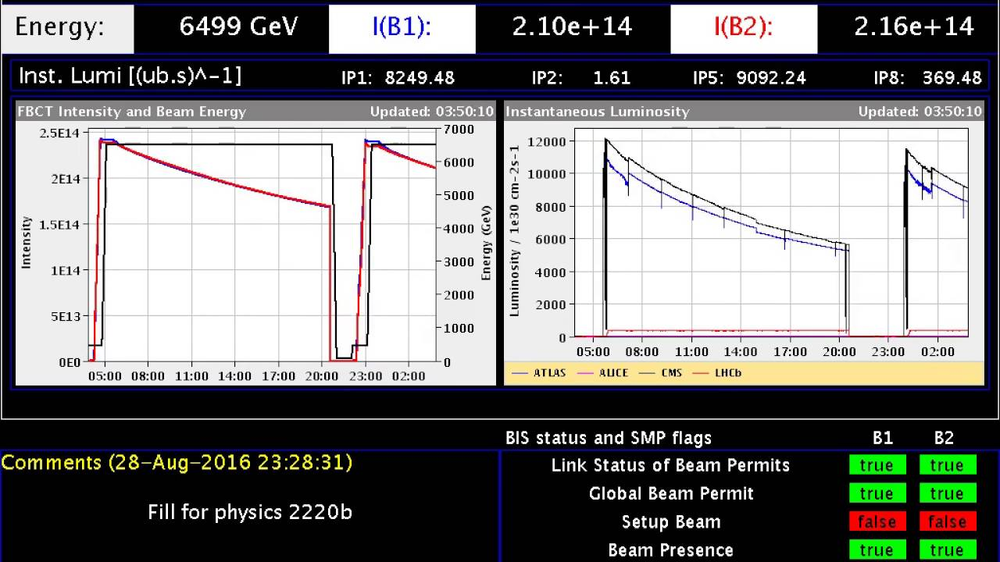 Energy: 6499 GeV I(B1): 2.10e+14 I(B2): 2.16e+14
Inst. Lumi [(ub.s)^-1] IP1: 8249.48 IP2: 1.61 IP5: 9092.24 IP8: 369.48
FBCT Intensity and Beam Energy Updated: 03:50:10
2.5E14
2E14
1.5E14
1E14
5E13
0E0
Intensity
7000
6000
5000
4000
3000
2000
1000
0
Energy (GeV)
05:00 08:00 11:00 14:00 17:00 20:00 23:00 02:00
Instantaneous Luminosity Updated: 03:50:10
12000
10000
8000
6000
4000
2000
0
Luminosity / 1e30 cm-2s-1
05:00 08:00 11:00 14:00 17:00 20:00 23:00 02:00
ATLAS ALICE CMS LHCb
BIS status and SMP flags B1 B2
Comments (28-Aug-2016 23:28:31)
Fill for physics 2220b
Link Status of Beam Permits true true
Global Beam Permit true true
Setup Beam false false
Beam Presence true true